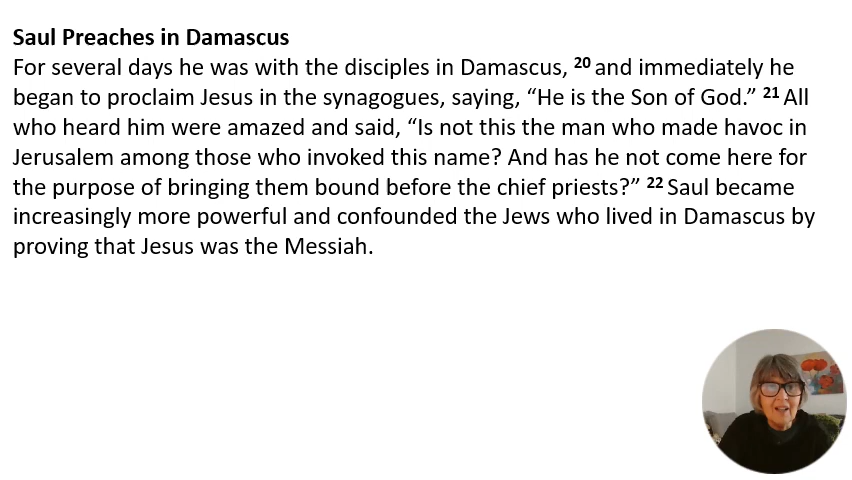 Saul Preaches in Damascus
For several days he was with the disciples in Damascus, 20 and immediately he
began to proclaim Jesus in the synagogues, saying, “He is the Son of God.” 21 All
who heard him were amazed and said, “Is not this the man who made havoc in
Jerusalem among those who invoked this name? And has he not come here for
the purpose of bringing them bound before the chief priests?” 22 Saul became
increasingly more powerful and confounded the Jews who lived in Damascus by
proving that Jesus was the Messiah.